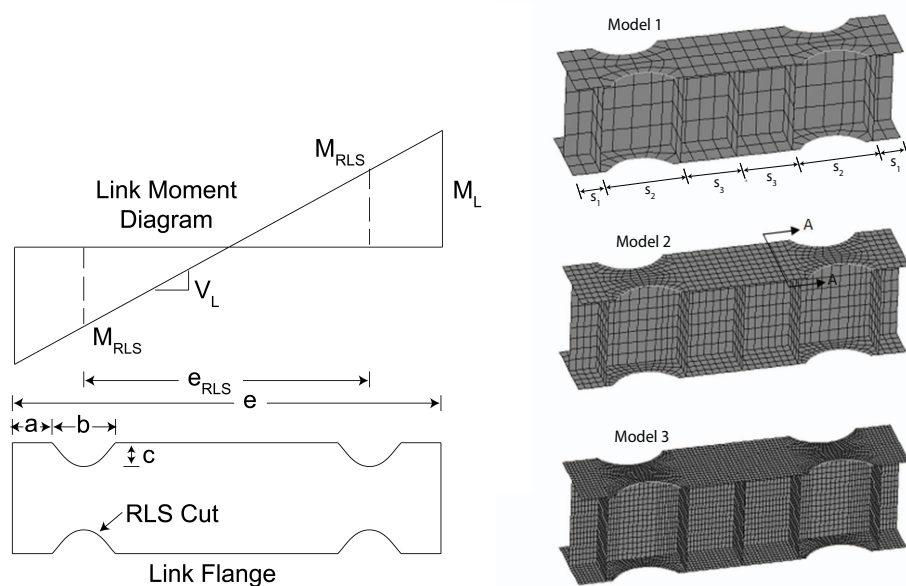 M_RLS
Link Moment
Diagram
M_L
V_L
M_RLS
e_RLS
e
a
b
c
RLS Cut
Link Flange
Model 1
s_1
s_2
s_3
s_3
s_2
s_1
Model 2
A
A
Model 3